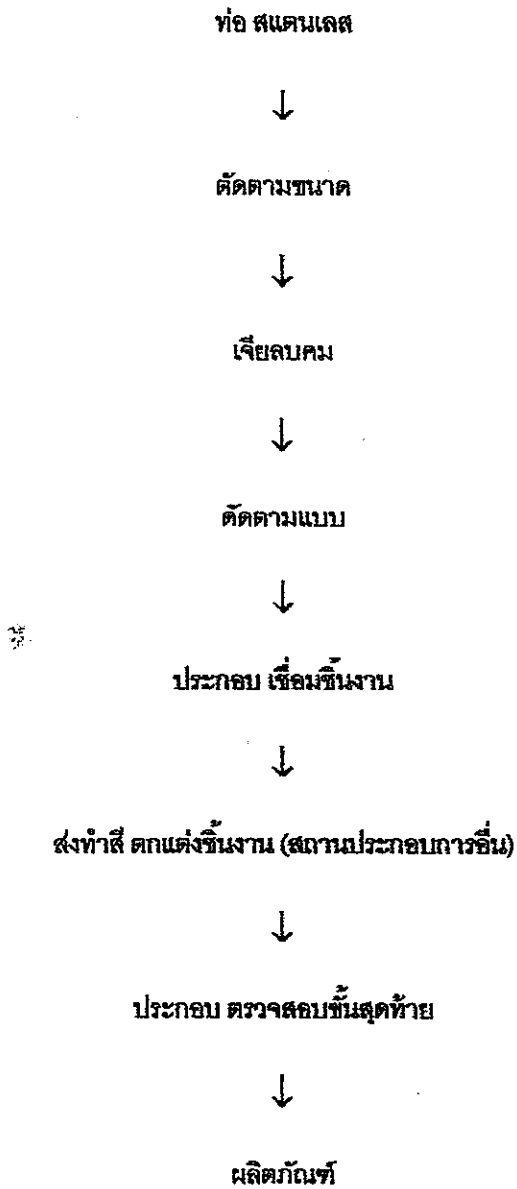 ท่อ สแตนเลส
↓
ตัดตามขนาด
↓
เจียลบคม
↓
ดัดตามแบบ
↓
ประกอบ เชื่อมชิ้นงาน
↓
ส่งทำสี ตกแต่งชิ้นงาน (สถานประกอบการอื่น)
↓
ประกอบ ตรวจสอบขั้นสุดท้าย
↓
ผลิตภัณฑ์